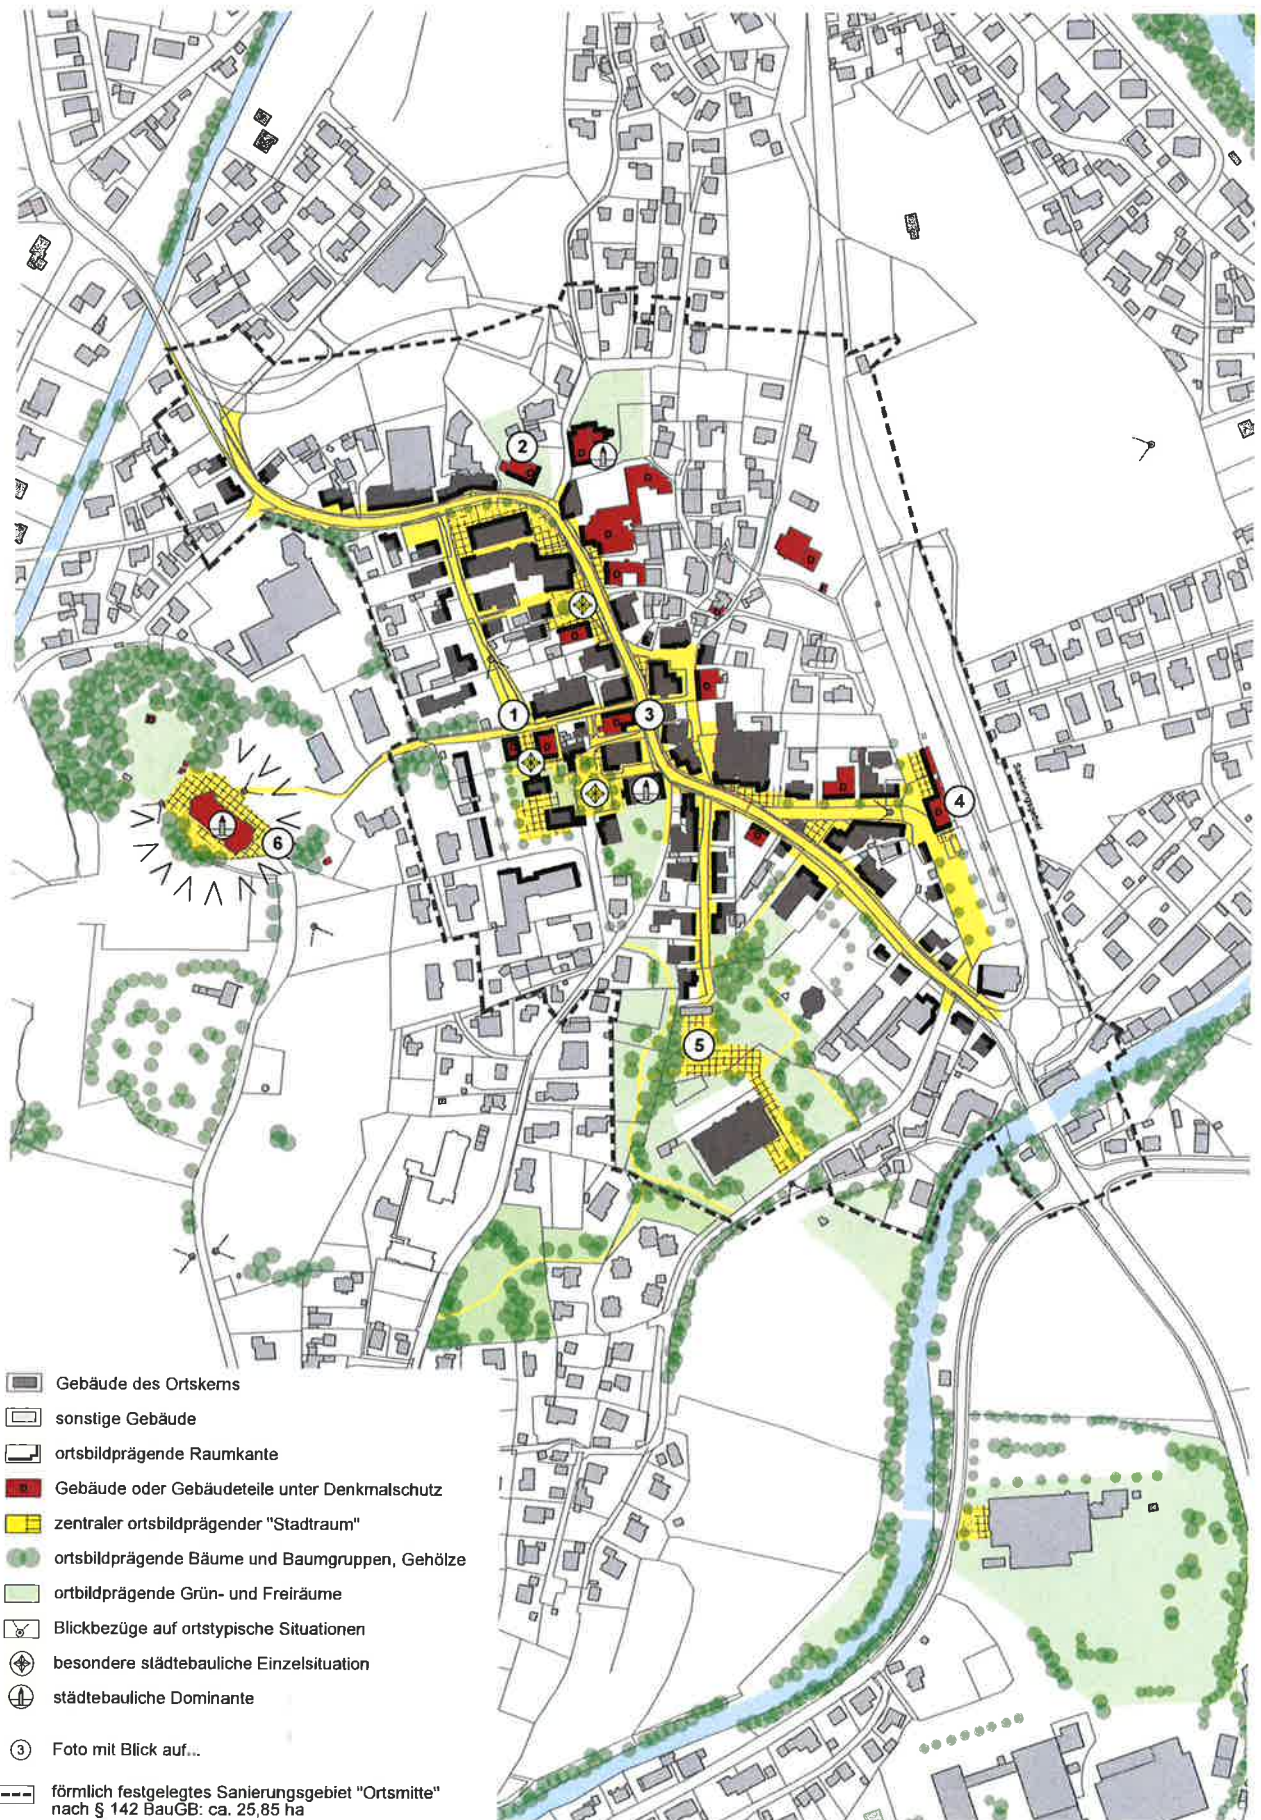 2
1
3
4
6
5
Sanierungsgebiet
Gebäude des Ortskerns
sonstige Gebäude
ortsbildprägende Raumkante
Gebäude oder Gebäudeteile unter Denkmalschutz
zentraler ortsbildprägender "Stadtraum"
ortsbildprägende Bäume und Baumgruppen, Gehölze
ortbildprägende Grün- und Freiräume
Blickbezüge auf ortstypische Situationen
besondere städtebauliche Einzelsituation
städtebauliche Dominante
3 Foto mit Blick auf...
förmlich festgelegtes Sanierungsgebiet "Ortsmitte"
nach § 142 BauGB: ca. 25,85 ha